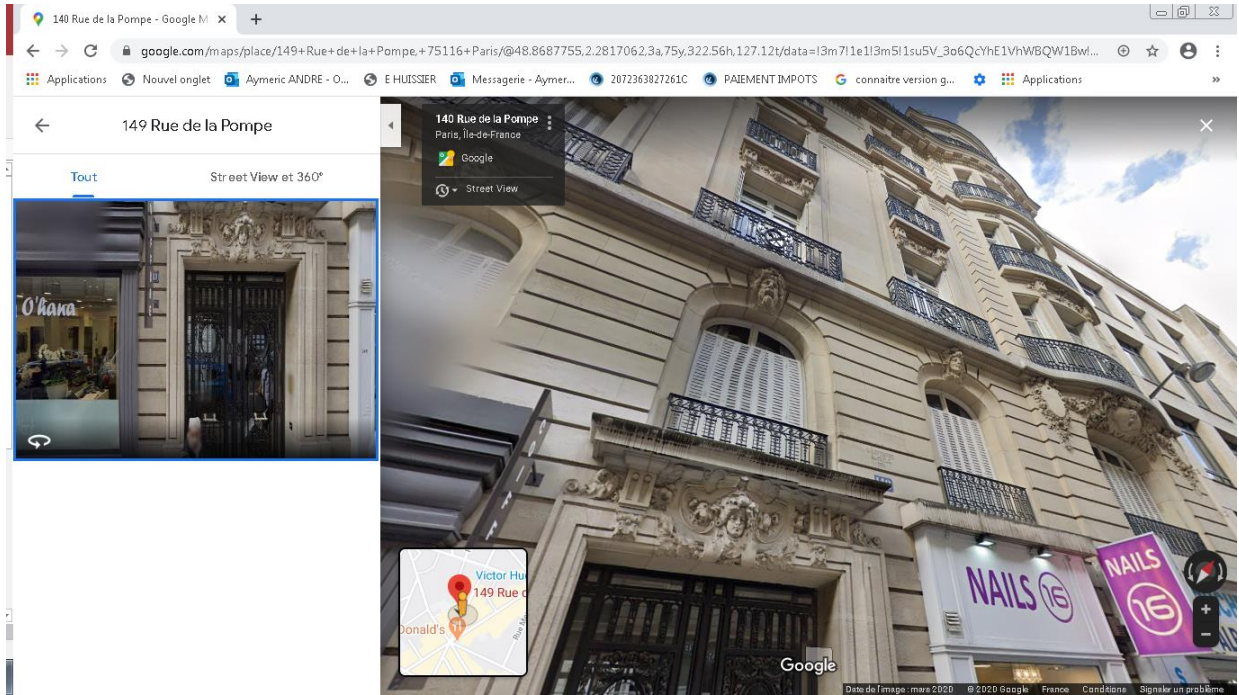 140 Rue de la Pompe - Google M
google.com/maps/place/149+Rue+de+la+Pompe,+75116+Paris/@48.8687755,2.2817062,3a,75y,322.56h,127.12t/data=!3m7!1e1!3m5!1su5V_3o6QcYhE1VhWBQW1Bw!...
Applications Nouvel onglet Aymeric ANDRE - O... E HUISSIER Messagerie - Aymer... 2072363827261C PAIEMENT IMPOTS connaitre version g... Applications »
149 Rue de la Pompe
Tout Street View et 360°
O'hana
140 Rue de la Pompe
Paris, Île-de-France
Google
Street View
NAILS 16
NAILS
16
Victor Hu
149 Rue d
Donald's
Google
Date de l'image : mars 2020 © 2020 Google France Conditions Signaler un problème